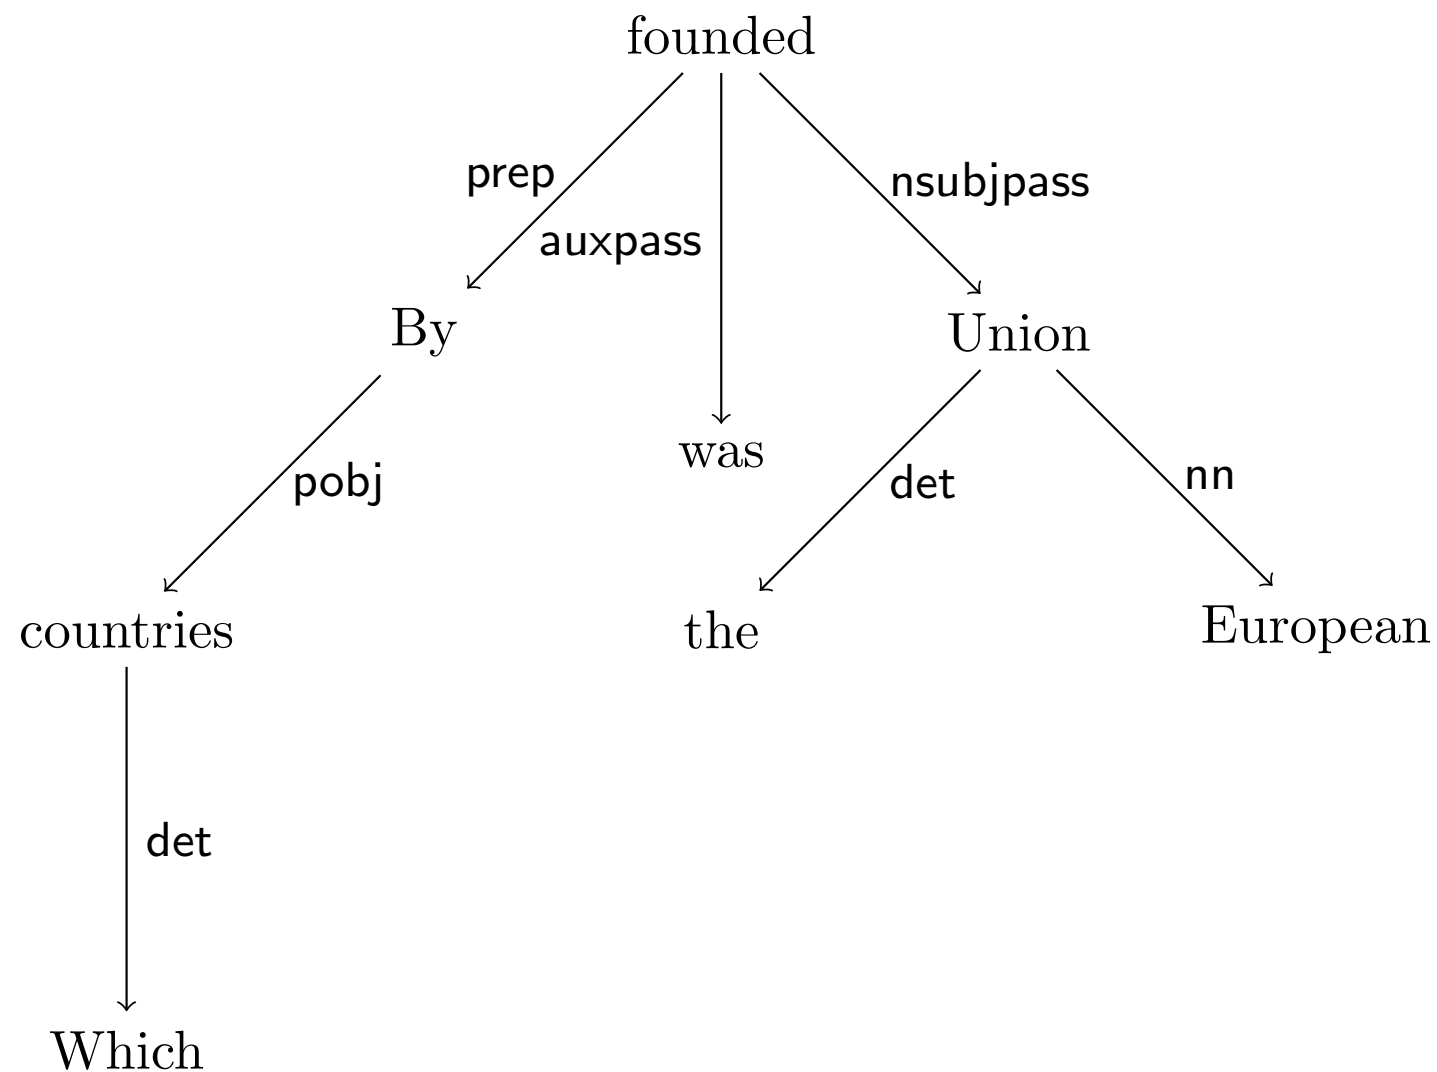 founded
prep
nsubjpass
auxpass
By
Union
was
pobj
det
nn
countries
the
European
det
Which